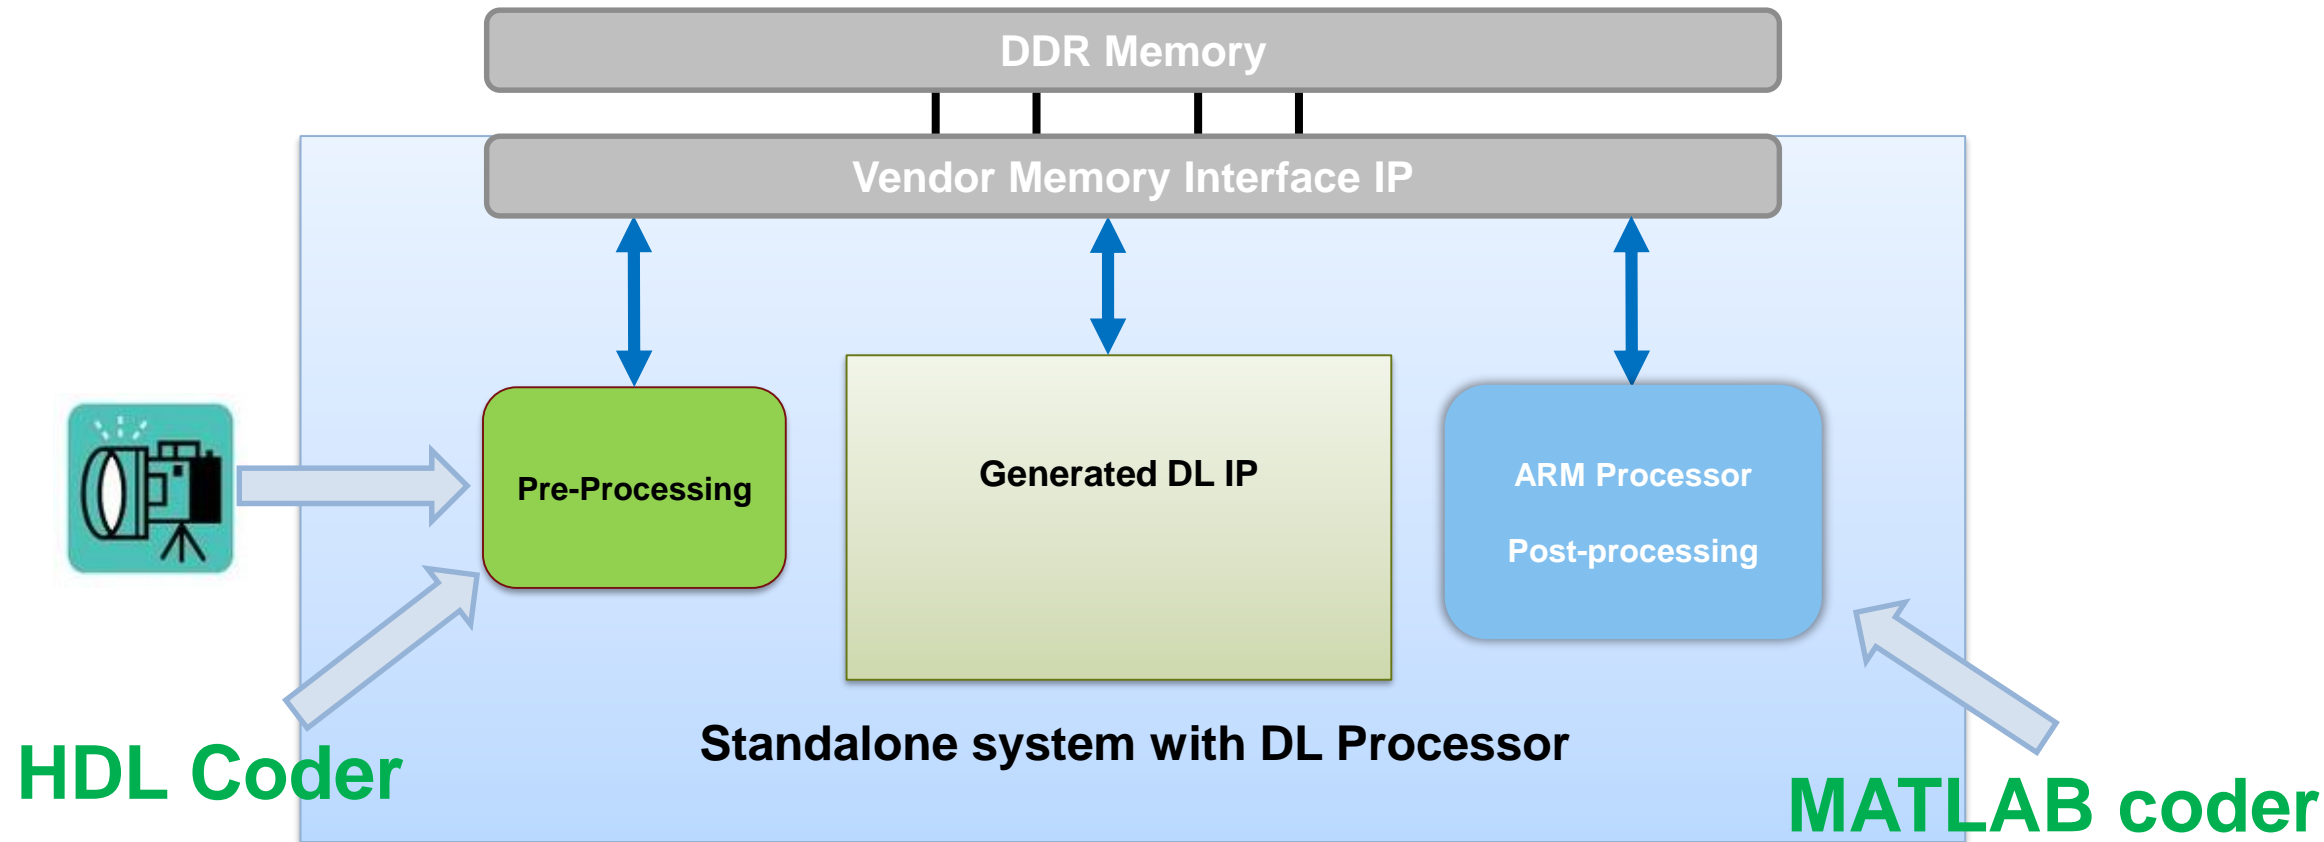 DDR Memory
Vendor Memory Interface IP
Pre-Processing
Generated DL IP
ARM Processor
Post-processing
Standalone system with DL Processor
HDL Coder
MATLAB coder